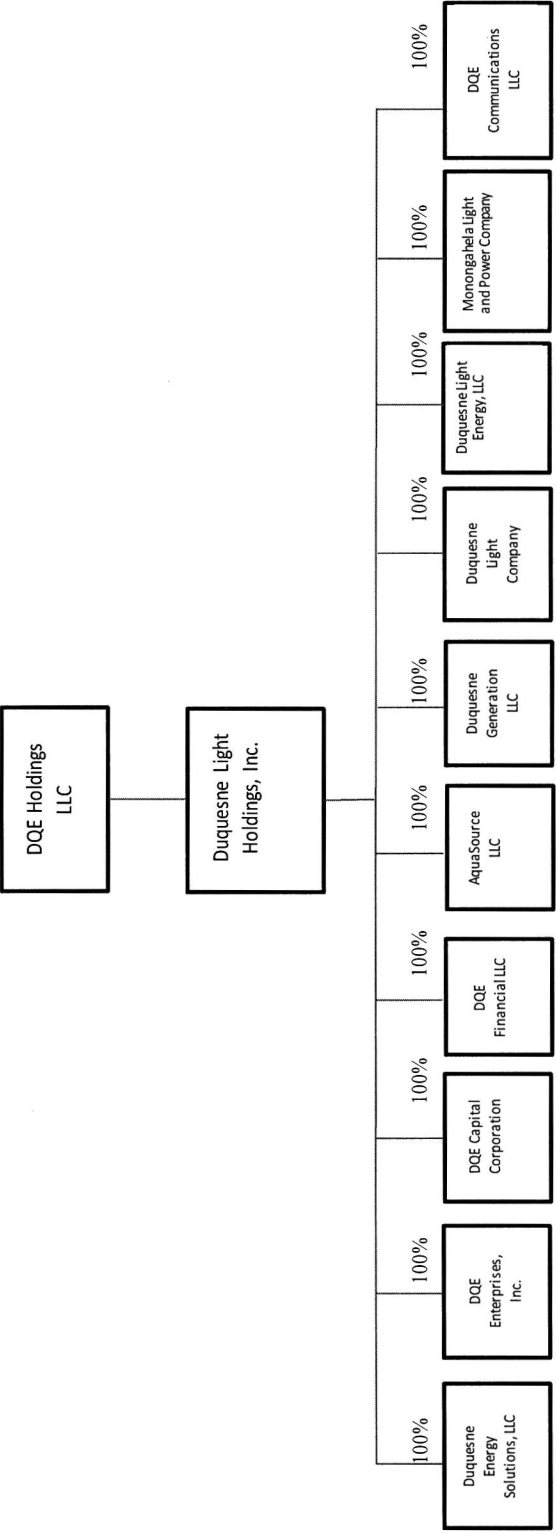 DQE Holdings
LLC
Duquesne Light
Holdings, Inc.
100%
100%
100%
100%
100%
100%
100%
100%
100%
100%
Duquesne
Energy
Solutions, LLC
DQE
Enterprises,
Inc.
DQE Capital
Corporation
DQE
Financial LLC
AquaSource
LLC
Duquesne
Generation
LLC
Duquesne
Light
Company
Duquesne Light
Energy, LLC
Monongahela Light
and Power Company
DQE
Communications
LLC